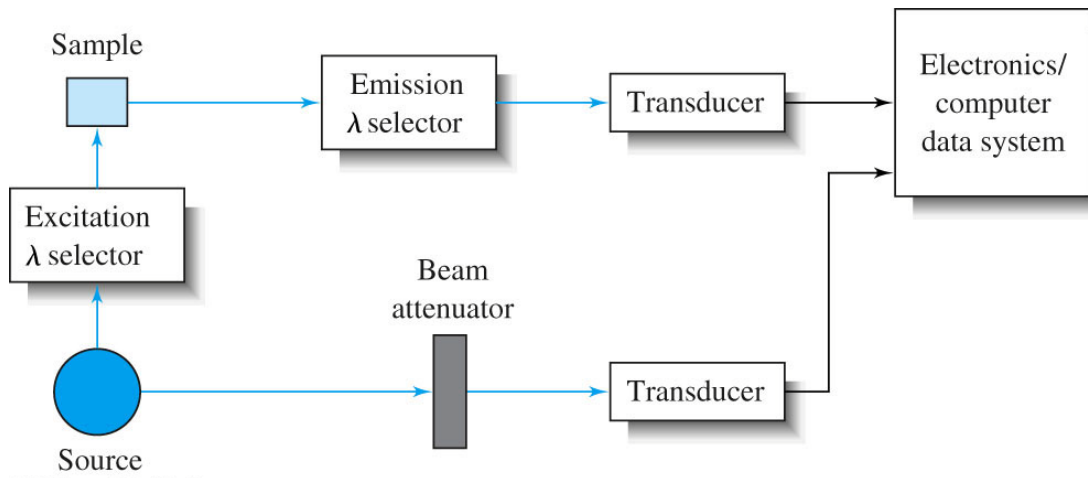 Sample
Emission
λ selector
Transducer
Electronics/
computer
data system
Excitation
λ selector
Beam
attenuator
Transducer
Source